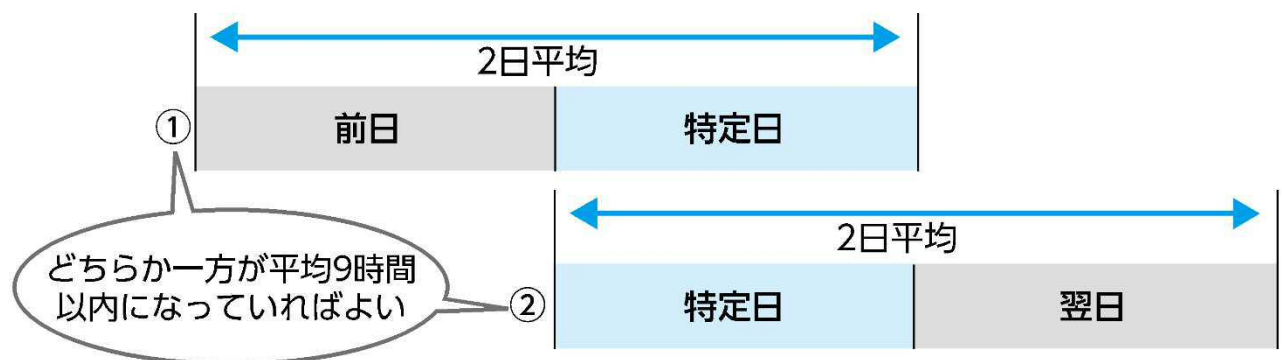 2日平均
① 前日 特定日
2日平均
どちらか一方が平均9時間
以内になっていればよい
② 特定日 翌日